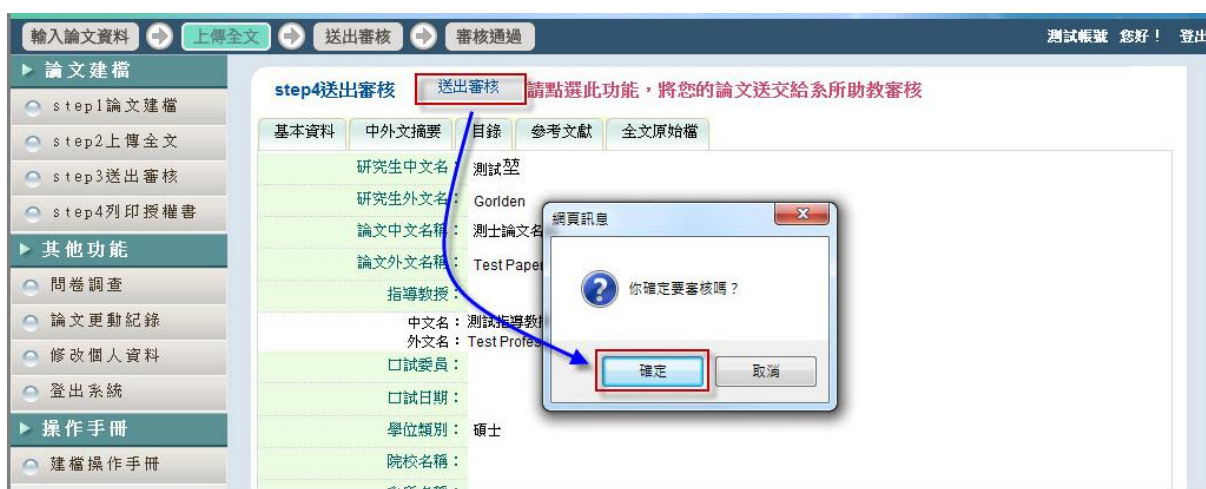 輸入論文資料 上傳全文 送出審核 審核通過 測試帳號 您好! 登出
論文建檔
step1論文建檔
step2上傳全文
step3送出審核
step4列印授權書
其他功能
問卷調查
論文更動紀錄
修改個人資料
登出系統
操作手冊
建檔操作手冊
step4送出審核 送出審核 請點選此功能,將您的論文送交給系所助教審核
基本資料 中外文摘要 目錄 參考文獻 全文原始檔
研究生中文名: 測試堃
研究生外文名: Gorlden
論文中文名稱: 測士論文名
論文外文名稱: Test Paper
指導教授:
中文名: 測試指導教授
外文名: Test Profes
口試委員:
口試日期:
學位類別: 碩士
院校名稱:
網頁訊息
你確定要審核嗎?
確定 取消